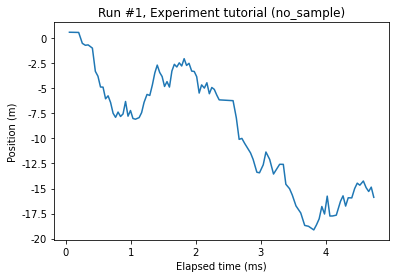 Run #1, Experiment tutorial (no_sample)
Position (m)
0
-2.5
-5
-7.5
-10
-12.5
-15
-17.5
-20
0 1 2 3 4
Elapsed time (ms)